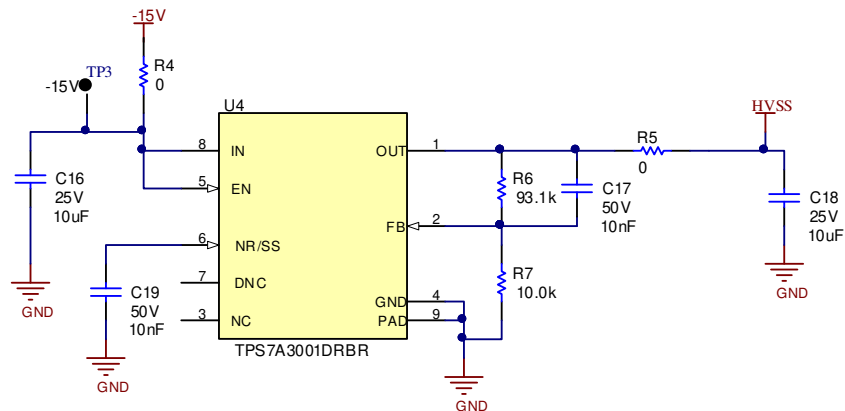 -15V
R4
0
TP3
-15V
C16
25V
10uF
GND
U4
8
IN
5
EN
6
NR/SS
7
DNC
3
NC
OUT
1
FB
2
GND
4
PAD
9
TPS7A3001DRBR
C19
50V
10nF
GND
R6
93.1k
C17
50V
10nF
R7
10.0k
GND
R5
0
HVSS
C18
25V
10uF
GND